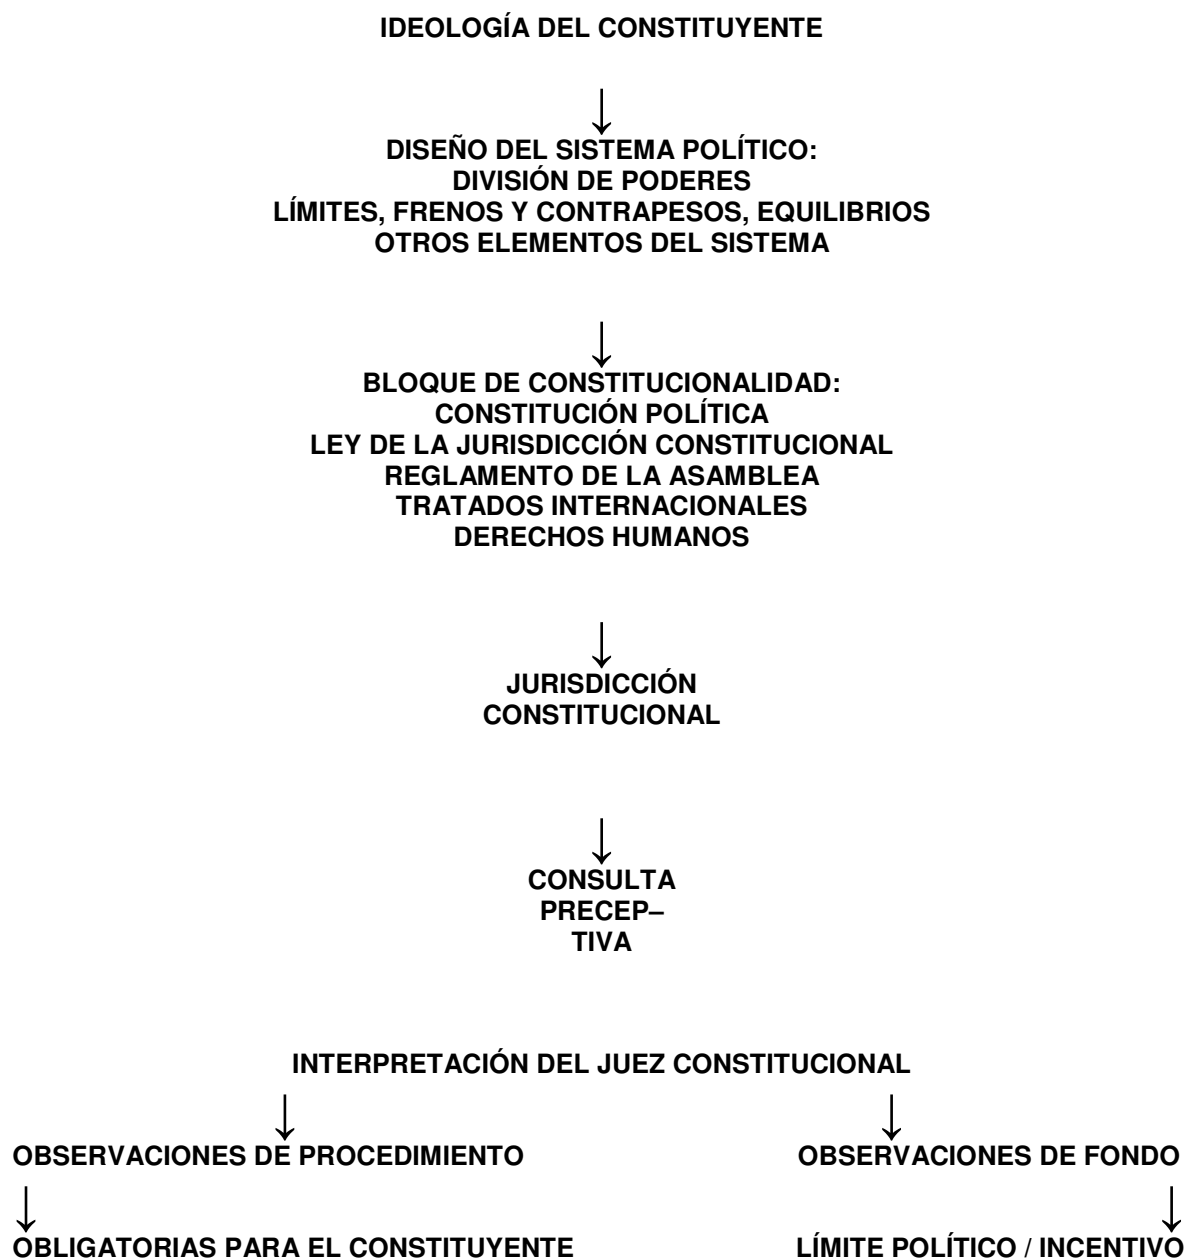 IDEOLOGÍA DEL CONSTITUYENTE
DISEÑO DEL SISTEMA POLÍTICO:
DIVISIÓN DE PODERES
LÍMITES, FRENOS Y CONTRAPESOS, EQUILIBRIOS
OTROS ELEMENTOS DEL SISTEMA
BLOQUE DE CONSTITUCIONALIDAD:
CONSTITUCIÓN POLÍTICA
LEY DE LA JURISDICCIÓN CONSTITUCIONAL
REGLAMENTO DE LA ASAMBLEA
TRATADOS INTERNACIONALES
DERECHOS HUMANOS
JURISDICCIÓN
CONSTITUCIONAL
CONSULTA
PRECEP–
TIVA
INTERPRETACIÓN DEL JUEZ CONSTITUCIONAL
OBSERVACIONES DE PROCEDIMIENTO
OBSERVACIONES DE FONDO
OBLIGATORIAS PARA EL CONSTITUYENTE
LÍMITE POLÍTICO / INCENTIVO